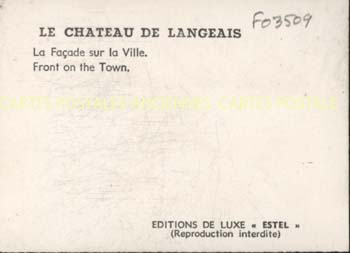 FO3509
LE CHATEAU DE LANGEAIS
La Façade sur la Ville.
Front on the Town.
CARTES POSTALES ANCIENNES CARTES POSTALE
EDITIONS DE LUXE « ESTEL »
(Reproduction interdite)